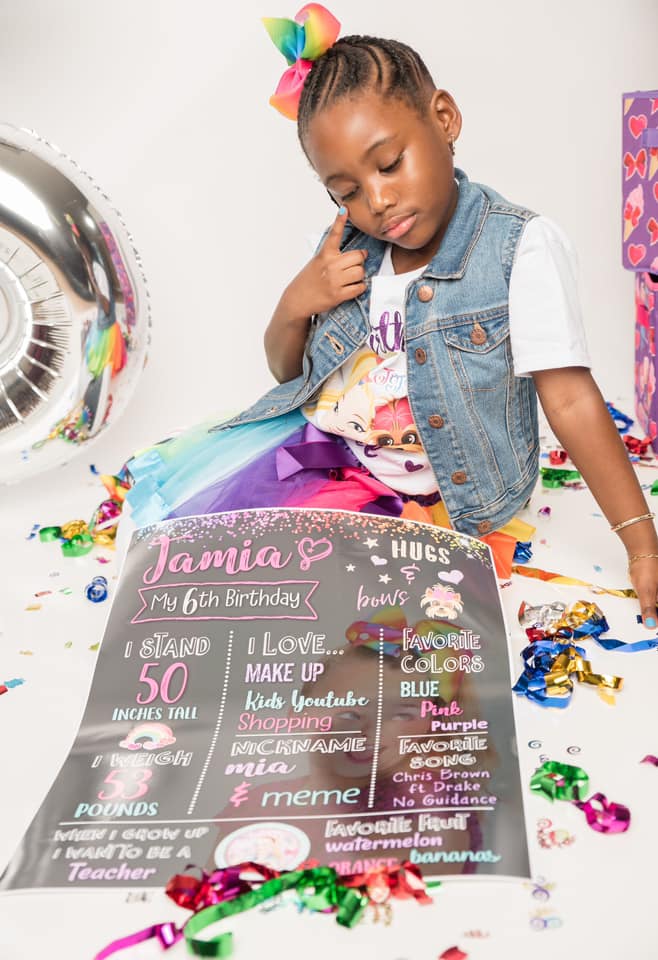 Jamia
My 6th Birthday
HUGS
&
bows
I STAND
50
INCHES TALL
I WEIGH
53
POUNDS
I LOVE...
MAKE UP
Kids Youtube
Shopping
NICKNAME
mia
& meme
FAVORITE
COLORS
BLUE
Pink
Purple
FAVORITE
SONG
Chris Brown
ft Drake
No Guidance
WHEN I GROW UP
I WANT TO BE A
Teacher
FAVORITE FRUIT
watermelon
ORANGE bananas